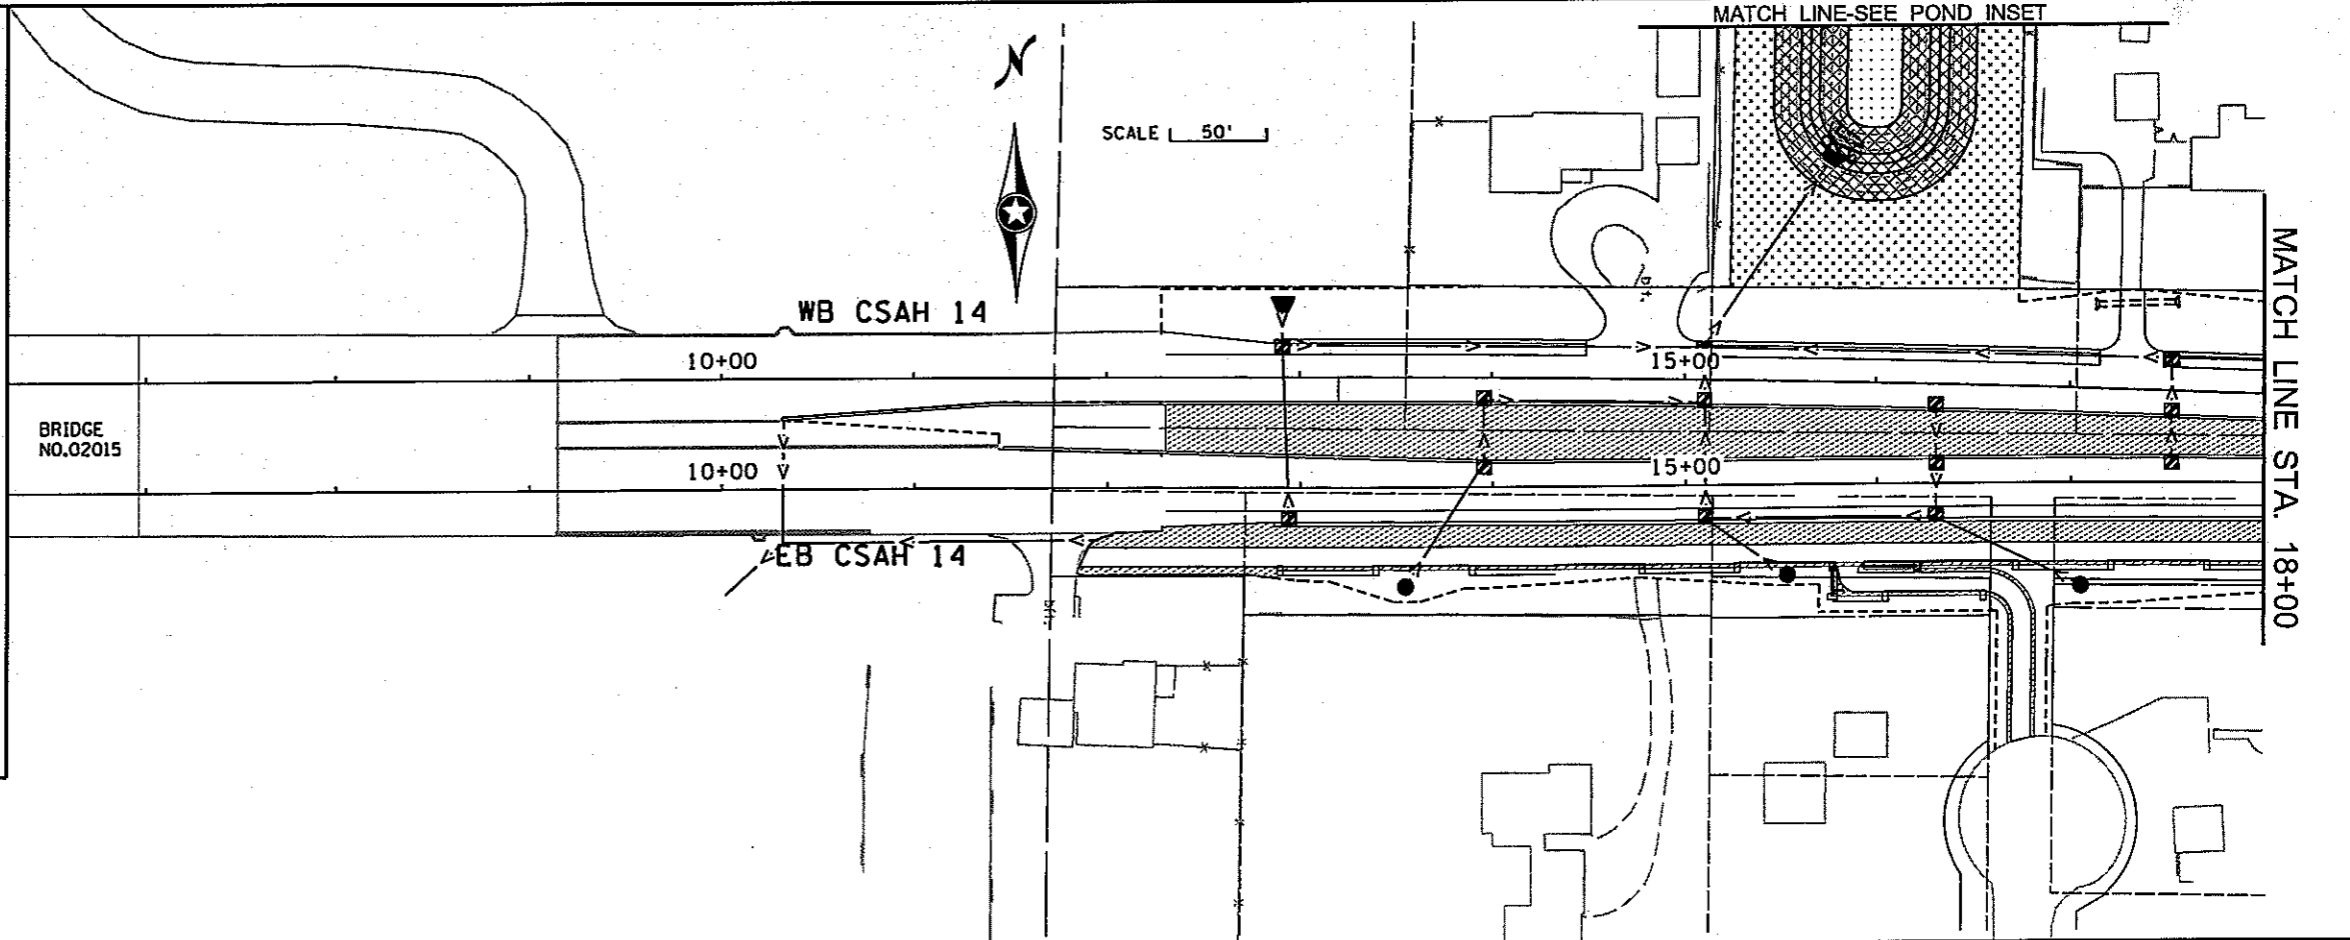 MATCH LINE-SEE POND INSET
N
SCALE 50'
WB CSAH 14
10+00
15+00
BRIDGE
NO.02015
10+00
15+00
EB CSAH 14
MATCH LINE STA. 18+00